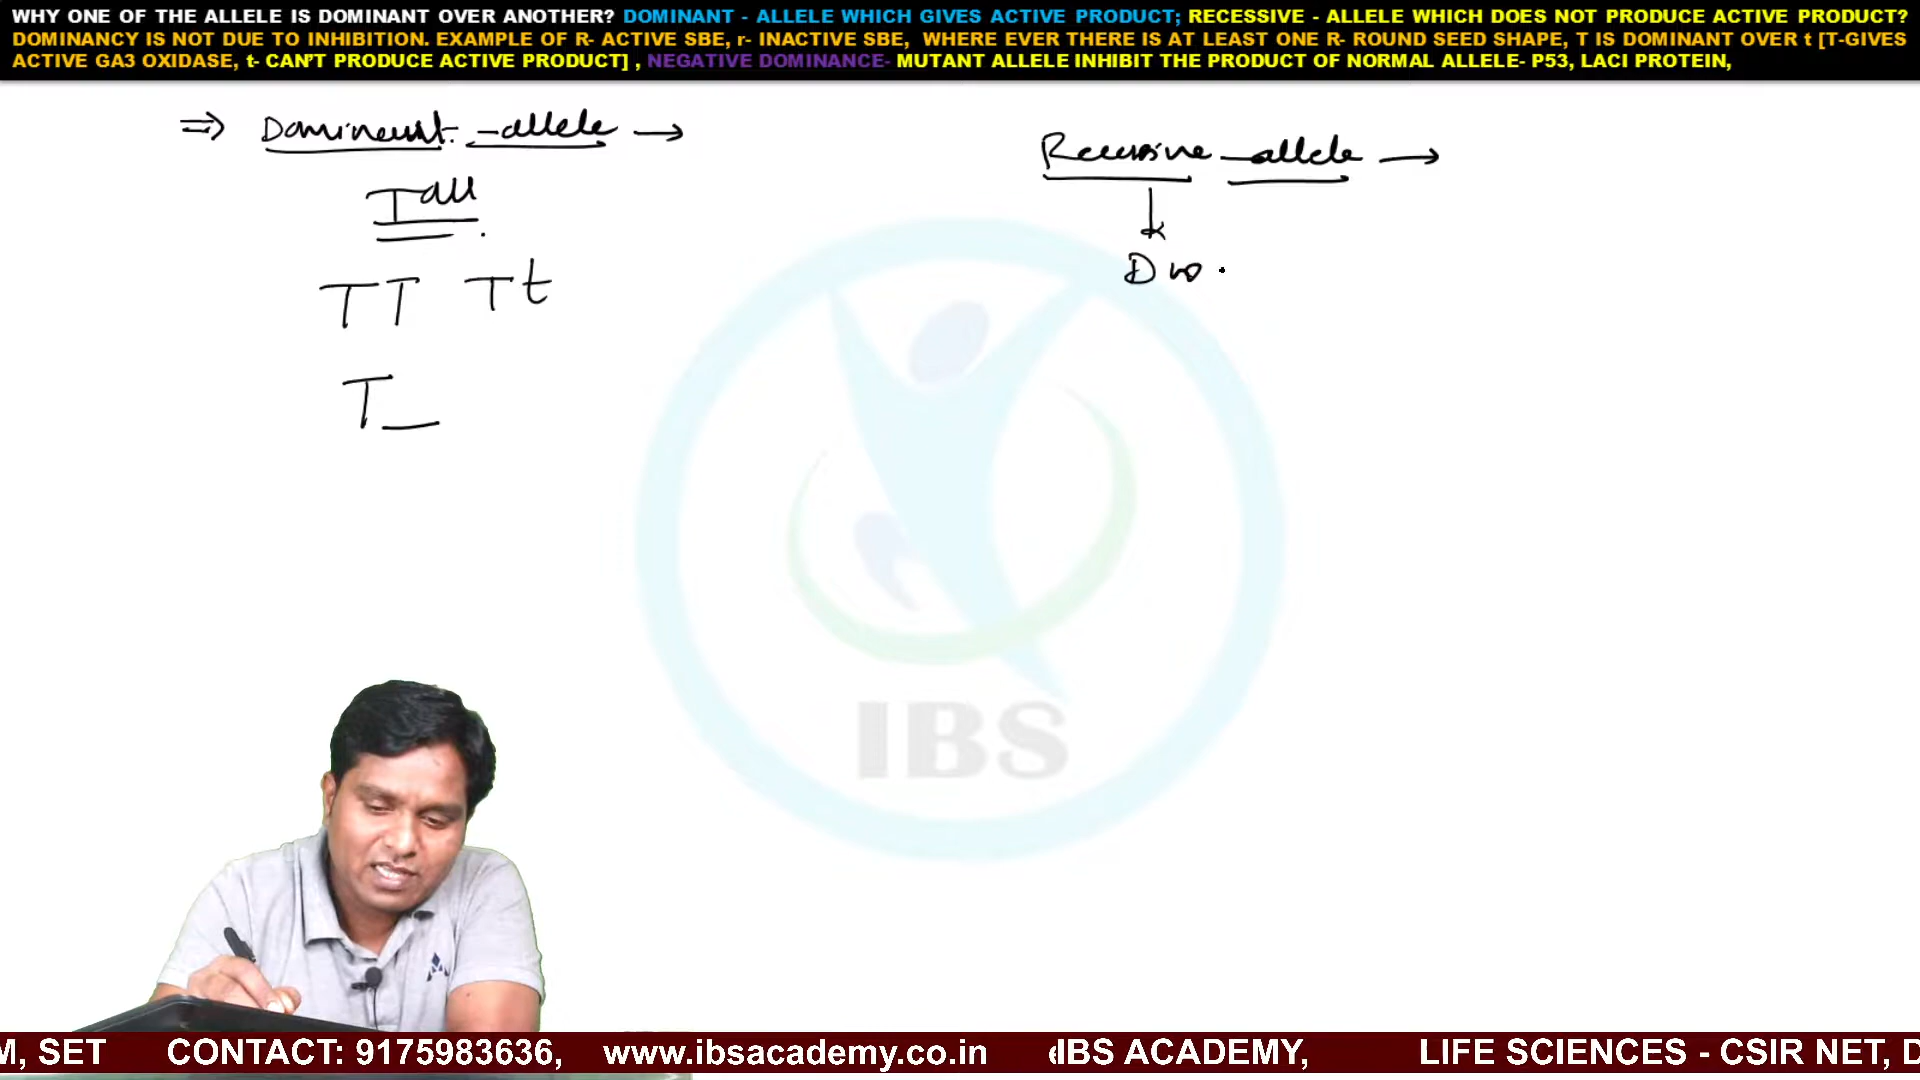 WHY ONE OF THE ALLELE IS DOMINANT OVER ANOTHER? DOMINANT - ALLELE WHICH GIVES ACTIVE PRODUCT; RECESSIVE - ALLELE WHICH DOES NOT PRODUCE ACTIVE PRODUCT?
DOMINANCY IS NOT DUE TO INHIBITION. EXAMPLE OF R- ACTIVE SBE, r- INACTIVE SBE, WHERE EVER THERE IS AT LEAST ONE R- ROUND SEED SHAPE, T IS DOMINANT OVER t [T-GIVES
ACTIVE GA3 OXIDASE, t- CAN'T PRODUCE ACTIVE PRODUCT] , NEGATIVE DOMINANCE- MUTANT ALLELE INHIBIT THE PRODUCT OF NORMAL ALLELE- P53, LACI PROTEIN,
⇒ Dominant - allele →
Recessive - allele →
Tall
Dw
TT Tt
T_
IBS
M, SET CONTACT: 9175983636, www.ibsacademy.co.in IBS ACADEMY, LIFE SCIENCES - CSIR NET, D